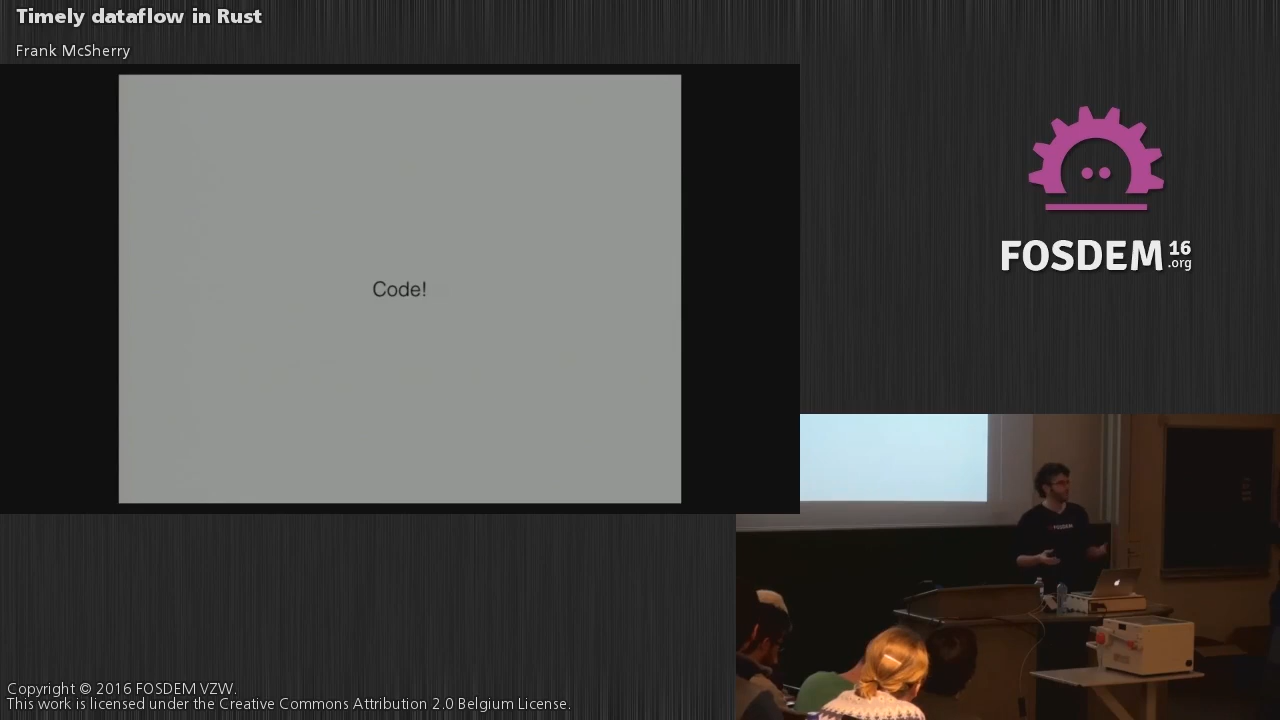 Timely dataflow in Rust
Frank McSherry
Code!
FOSDEM 16
.org
FOSDEM
Copyright © 2016 FOSDEM VZW.
This work is licensed under the Creative Commons Attribution 2.0 Belgium License.